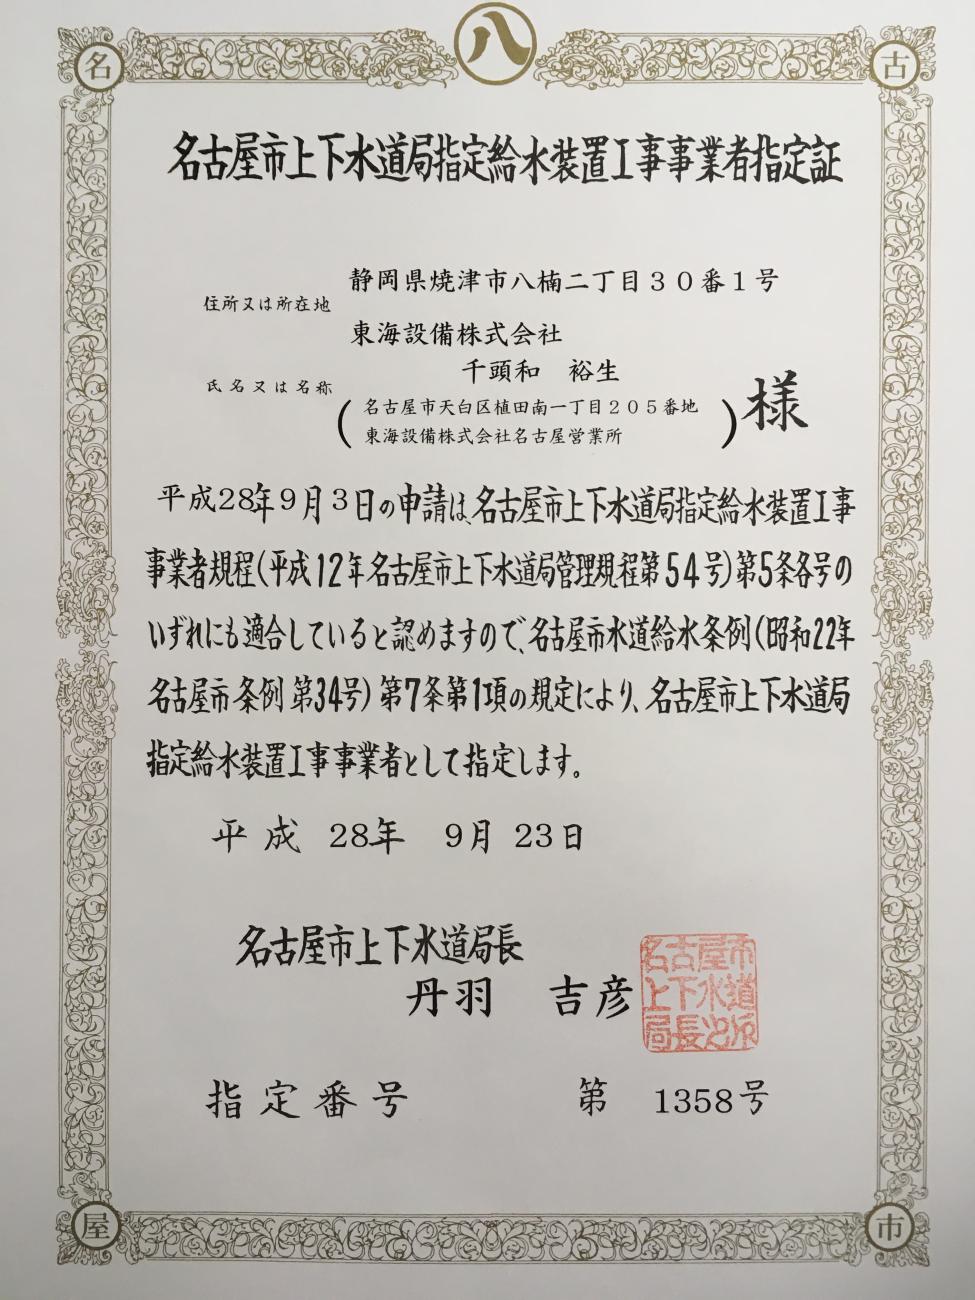 八
名 古
名古屋市上下水道局指定給水装置工事事業者指定証
静岡県焼津市八楠二丁目30番1号
住所又は所在地
東海設備株式会社
千頭和 裕生
氏名又は名称
(名古屋市天白区植田南一丁目205番地
東海設備株式会社名古屋営業所) 様
平成28年9月3日の申請は、名古屋市上下水道局指定給水装置工事
事業者規程(平成12年名古屋市上下水道局管理規程第54号)第5条各号の
いずれにも適合していると認めますので、名古屋市水道給水条例(昭和22年
名古屋市条例第34号)第7条第1項の規定により、名古屋市上下水道局
指定給水装置工事事業者として指定します。
平成 28年 9月 23日
名古屋市上下水道局長
丹羽 吉彦
名古屋市
上下水道
局長之印
指定番号 第 1358号
屋 市